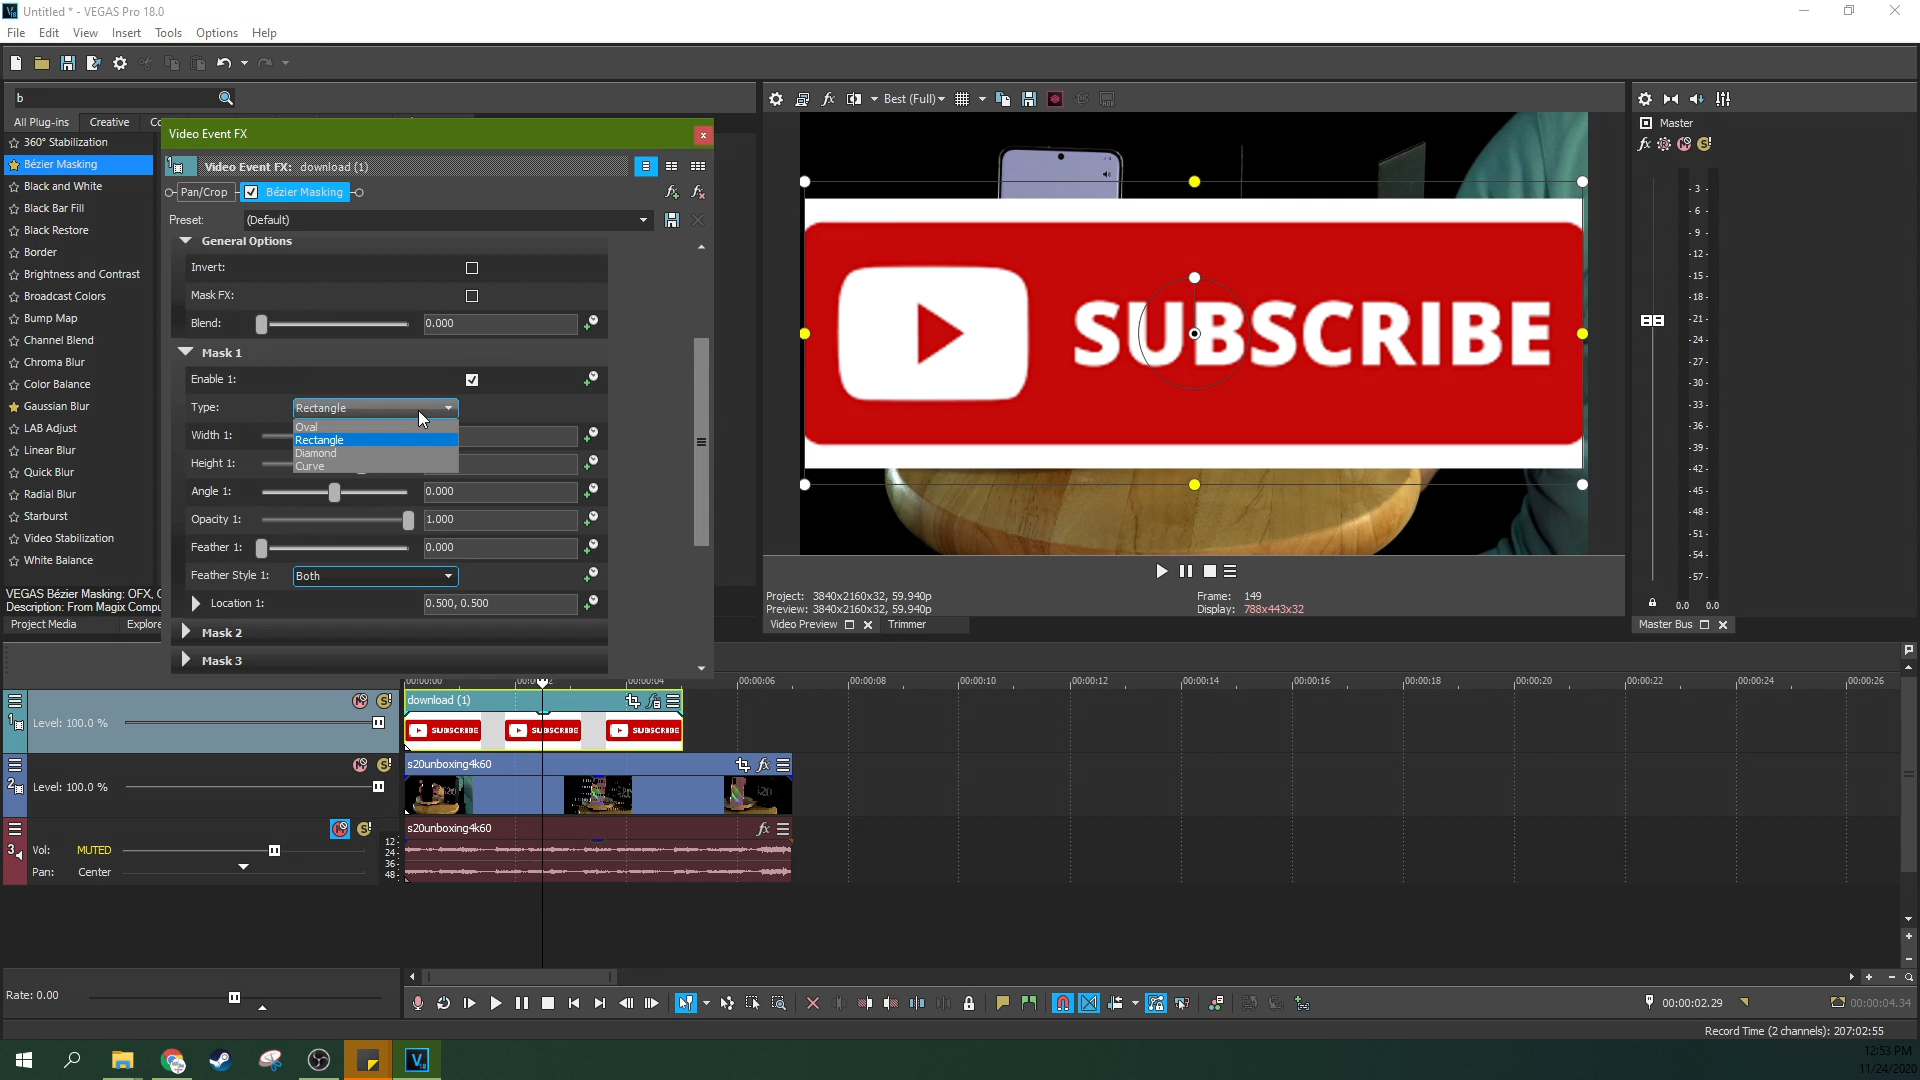 Untitled * - VEGAS Pro 18.0
File Edit View Insert Tools Options Help
b
Best (Full)
All Plug-ins Creative Co
360° Stabilization
Bézier Masking
Black and White
Black Bar Fill
Black Restore
Border
Brightness and Contrast
Broadcast Colors
Bump Map
Channel Blend
Chroma Blur
Color Balance
Gaussian Blur
LAB Adjust
Linear Blur
Quick Blur
Radial Blur
Starburst
Video Stabilization
White Balance
VEGAS Bézier Masking: OFX, 
Description: From Magix Compu
Project Media Explore
Video Event FX
Video Event FX: download (1)
Pan/Crop Bézier Masking
Preset: (Default)
General Options
Invert:
Mask FX:
Blend: 0.000
Mask 1
Enable 1:
Type: Rectangle
Oval
Rectangle
Diamond
Curve
Width 1:
Height 1:
Angle 1: 0.000
Opacity 1: 1.000
Feather 1: 0.000
Feather Style 1: Both
Location 1: 0.500, 0.500
Mask 2
Mask 3
SUBSCRIBE
Project: 3840x2160x32, 59.940p
Preview: 3840x2160x32, 59.940p
Frame: 149
Display: 788x443x32
Video Preview Trimmer
Master
-3-
-6-
-9-
-12-
-15-
-18-
-21-
-24-
-27-
-30-
-33-
-36-
-39-
-42-
-45-
-48-
-51-
-54-
-57-
0.0 0.0
Master Bus
00:00:06 00:00:08 00:00:10 00:00:12 00:00:14 00:00:16 00:00:18 00:00:20 00:00:22 00:00:24 00:00:26
1 Level: 100.0 %
download (1)
SUBSCRIBE SUBSCRIBE SUBSCRIBE
2 Level: 100.0 %
s20unboxing4k60
3 Vol: MUTED
Pan: Center
12-
24-
36-
48-
s20unboxing4k60
Rate: 0.00
00:00:02.29
00:00:04.34
Record Time (2 channels): 207:02:55
12:53 PM
11/24/2020